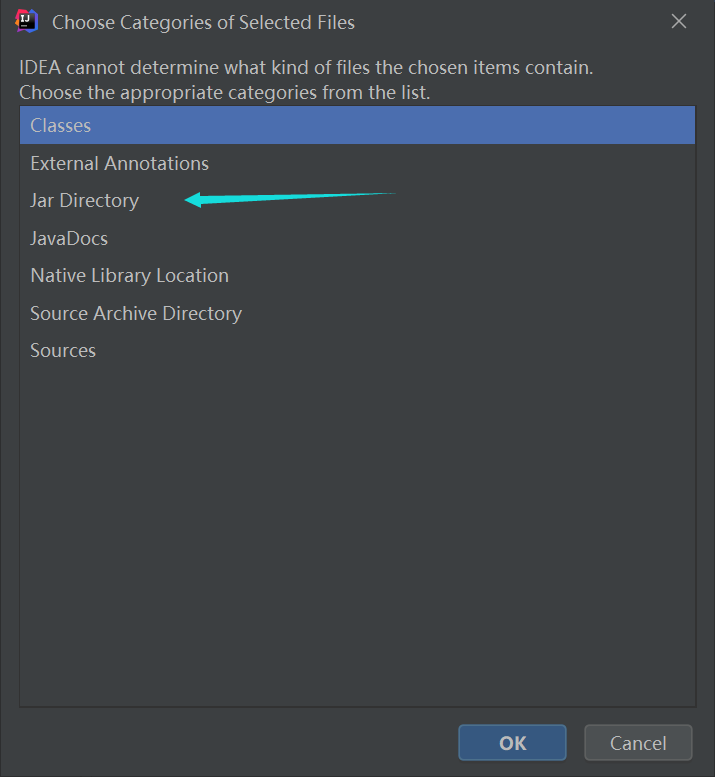 Choose Categories of Selected Files
IDEA cannot determine what kind of files the chosen items contain.
Choose the appropriate categories from the list.
Classes
External Annotations
Jar Directory
JavaDocs
Native Library Location
Source Archive Directory
Sources
OK
Cancel